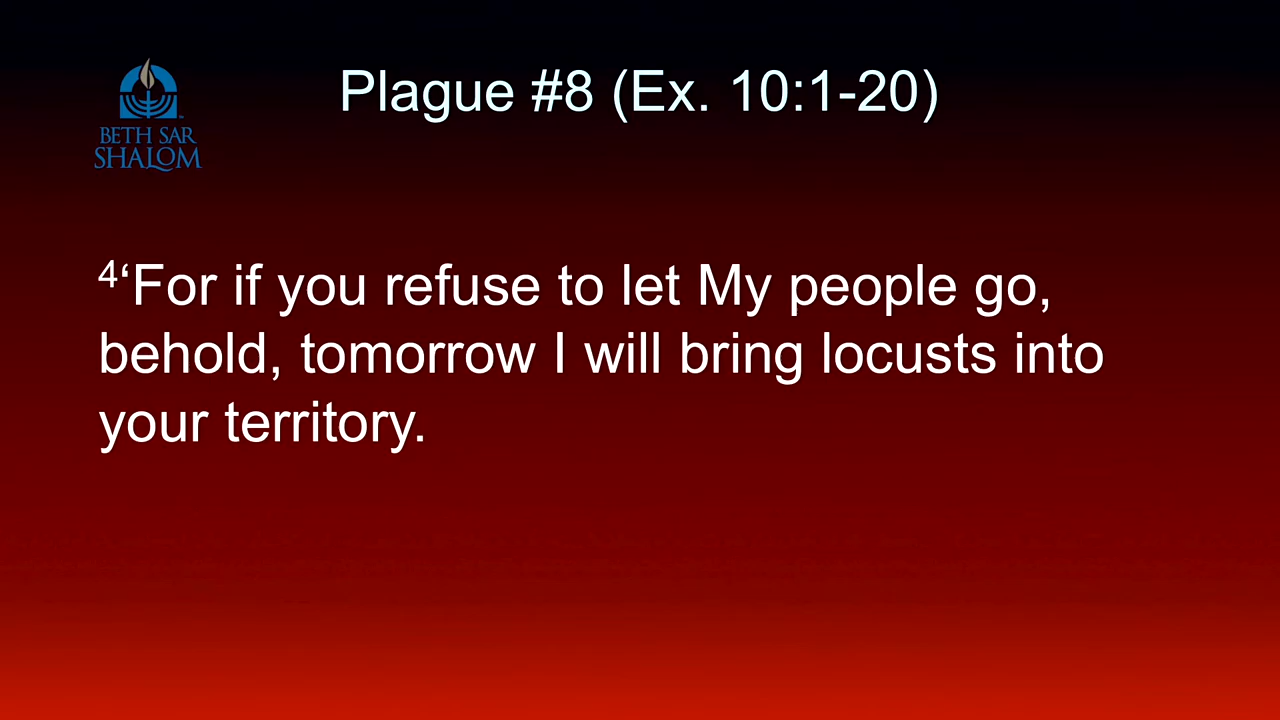 Plague #8 (Ex. 10:1-20)
BETH SAR
SHALOM
4‘For if you refuse to let My people go,
behold, tomorrow I will bring locusts into
your territory.